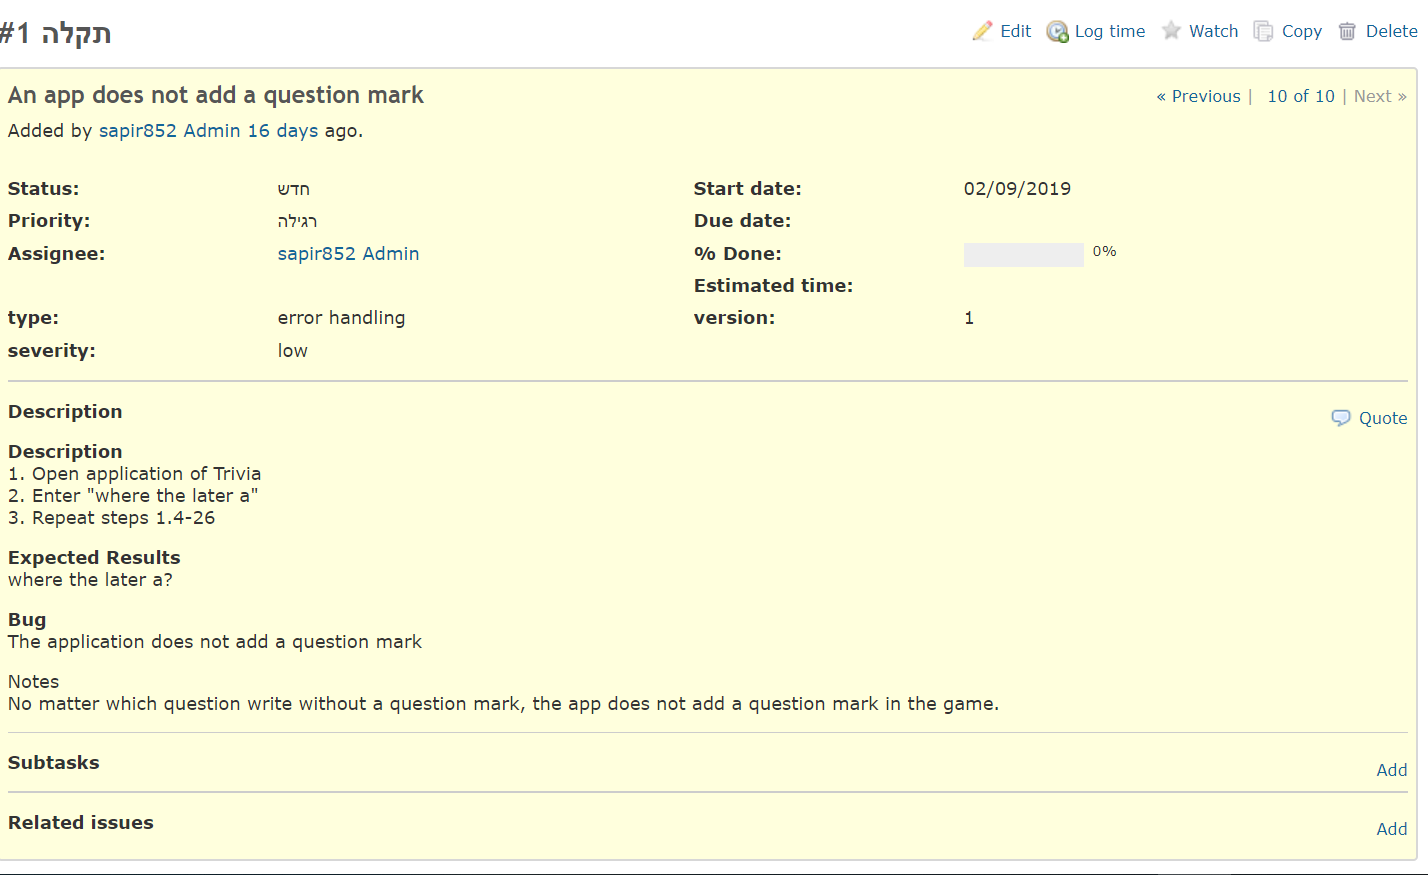 תקלה #1
Edit Log time Watch Copy Delete
An app does not add a question mark
« Previous | 10 of 10 | Next »
Added by sapir852 Admin 16 days ago.
Status: חדש Start date: 02/09/2019
Priority: רגילה Due date:
Assignee: sapir852 Admin % Done: 0%
Estimated time:
type: error handling version: 1
severity: low
Description
Quote
Description
1. Open application of Trivia
2. Enter "where the later a"
3. Repeat steps 1.4-26
Expected Results
where the later a?
Bug
The application does not add a question mark
Notes
No matter which question write without a question mark, the app does not add a question mark in the game.
Subtasks
Add
Related issues
Add